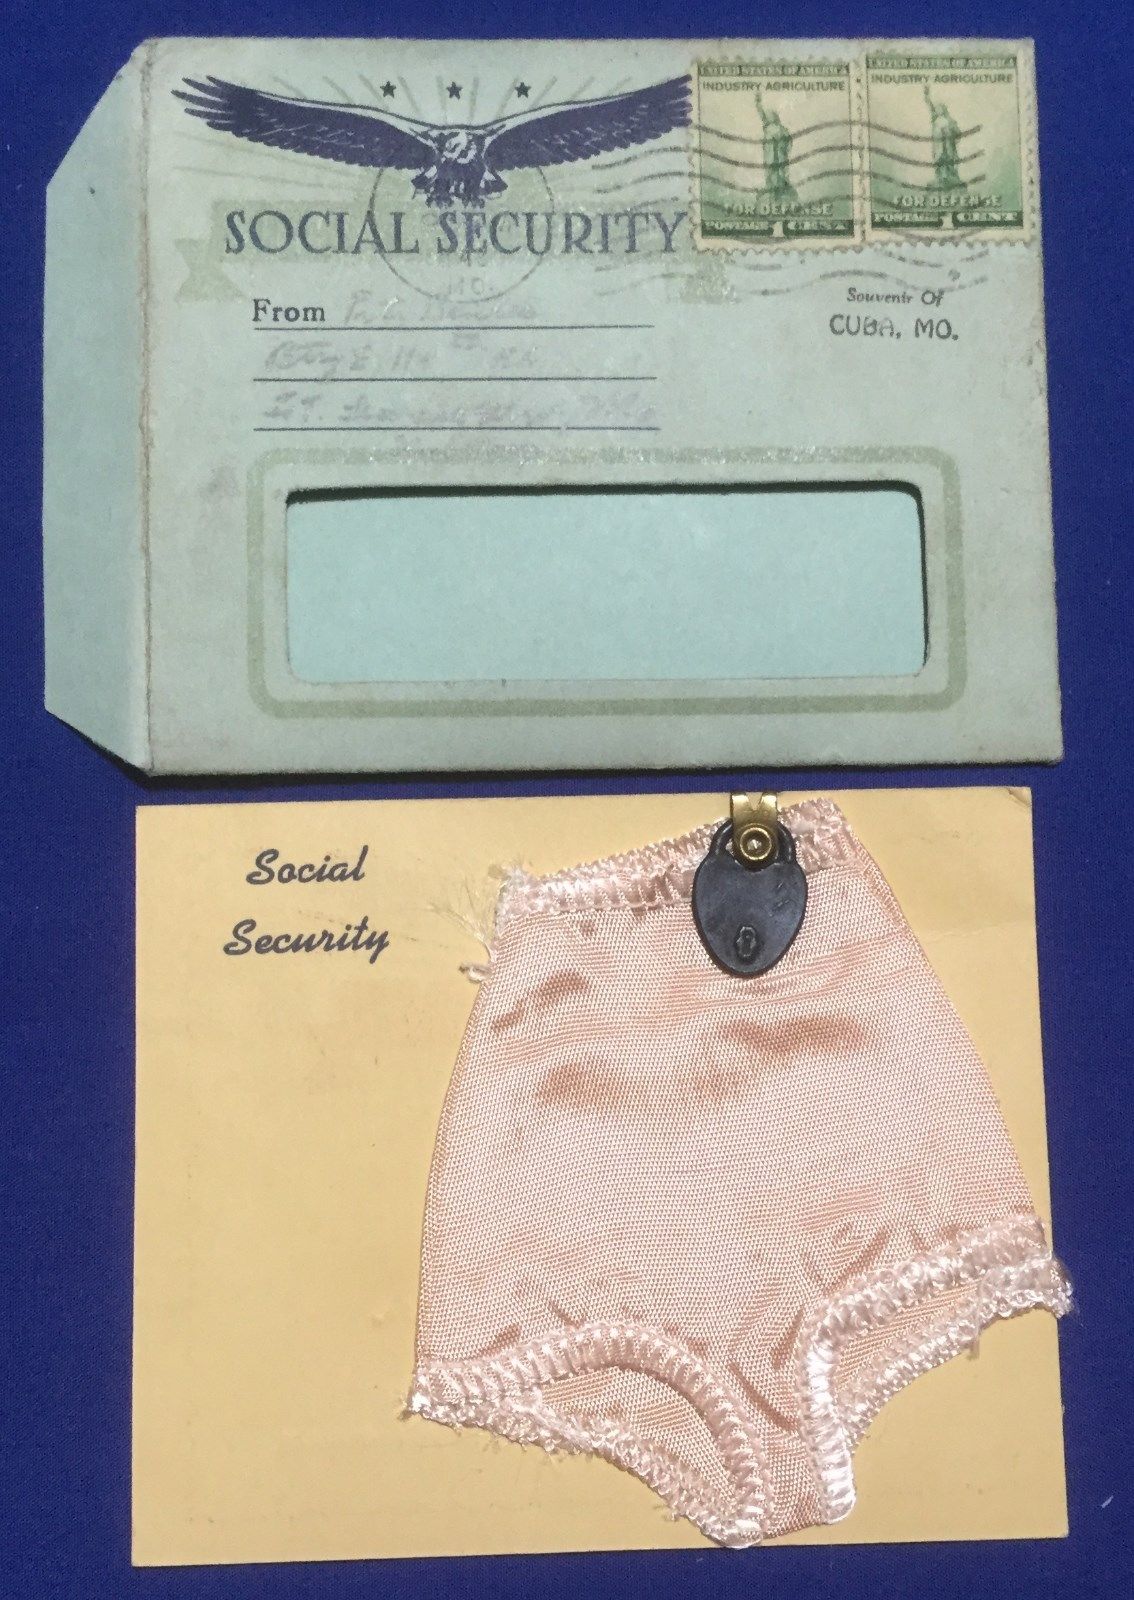 SOCIAL SECURITY
UNITED STATES OF AMERICA
INDUSTRY AGRICULTURE
FOR DEFENSE
POSTAGE 1 CENT
UNITED STATES OF AMERICA
INDUSTRY AGRICULTURE
FOR DEFENSE
POSTAGE 1 CENT
From
Souvenir Of
CUBA, MO.
Social
Security